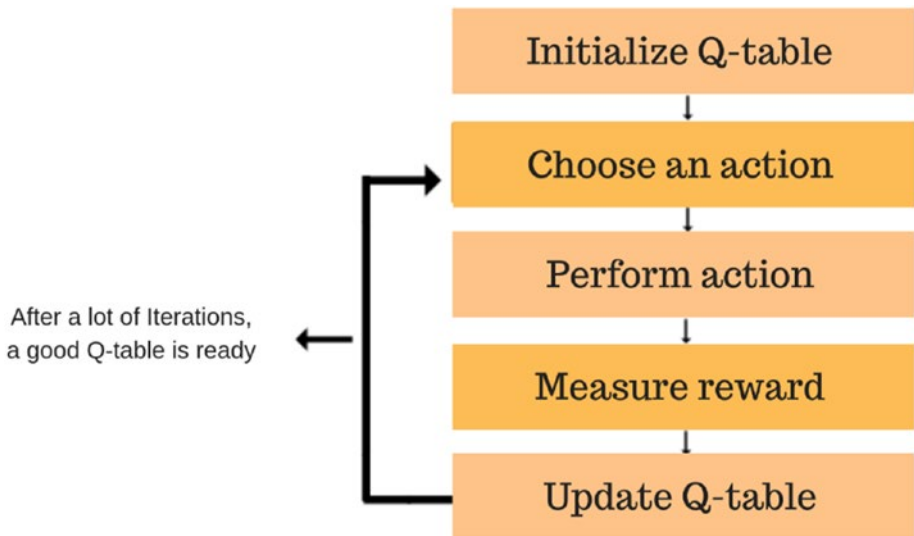 Initialize Q-table
Choose an action
Perform action
Measure reward
Update Q-table
After a lot of Iterations,
a good Q-table is ready